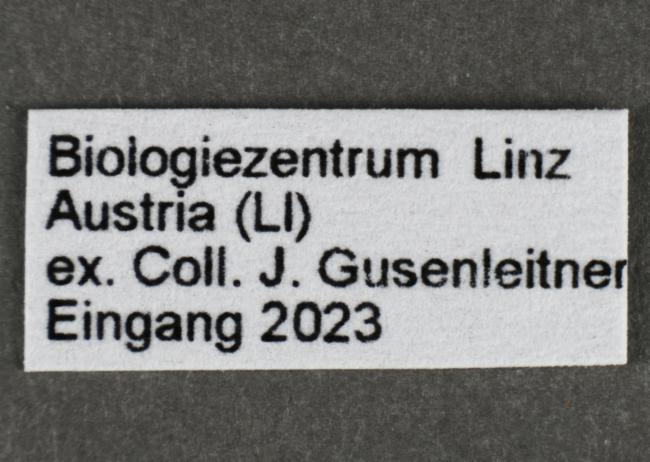 Biologiezentrum Linz
Austria (LI)
ex. Coll. J. Gusenleitner
Eingang 2023